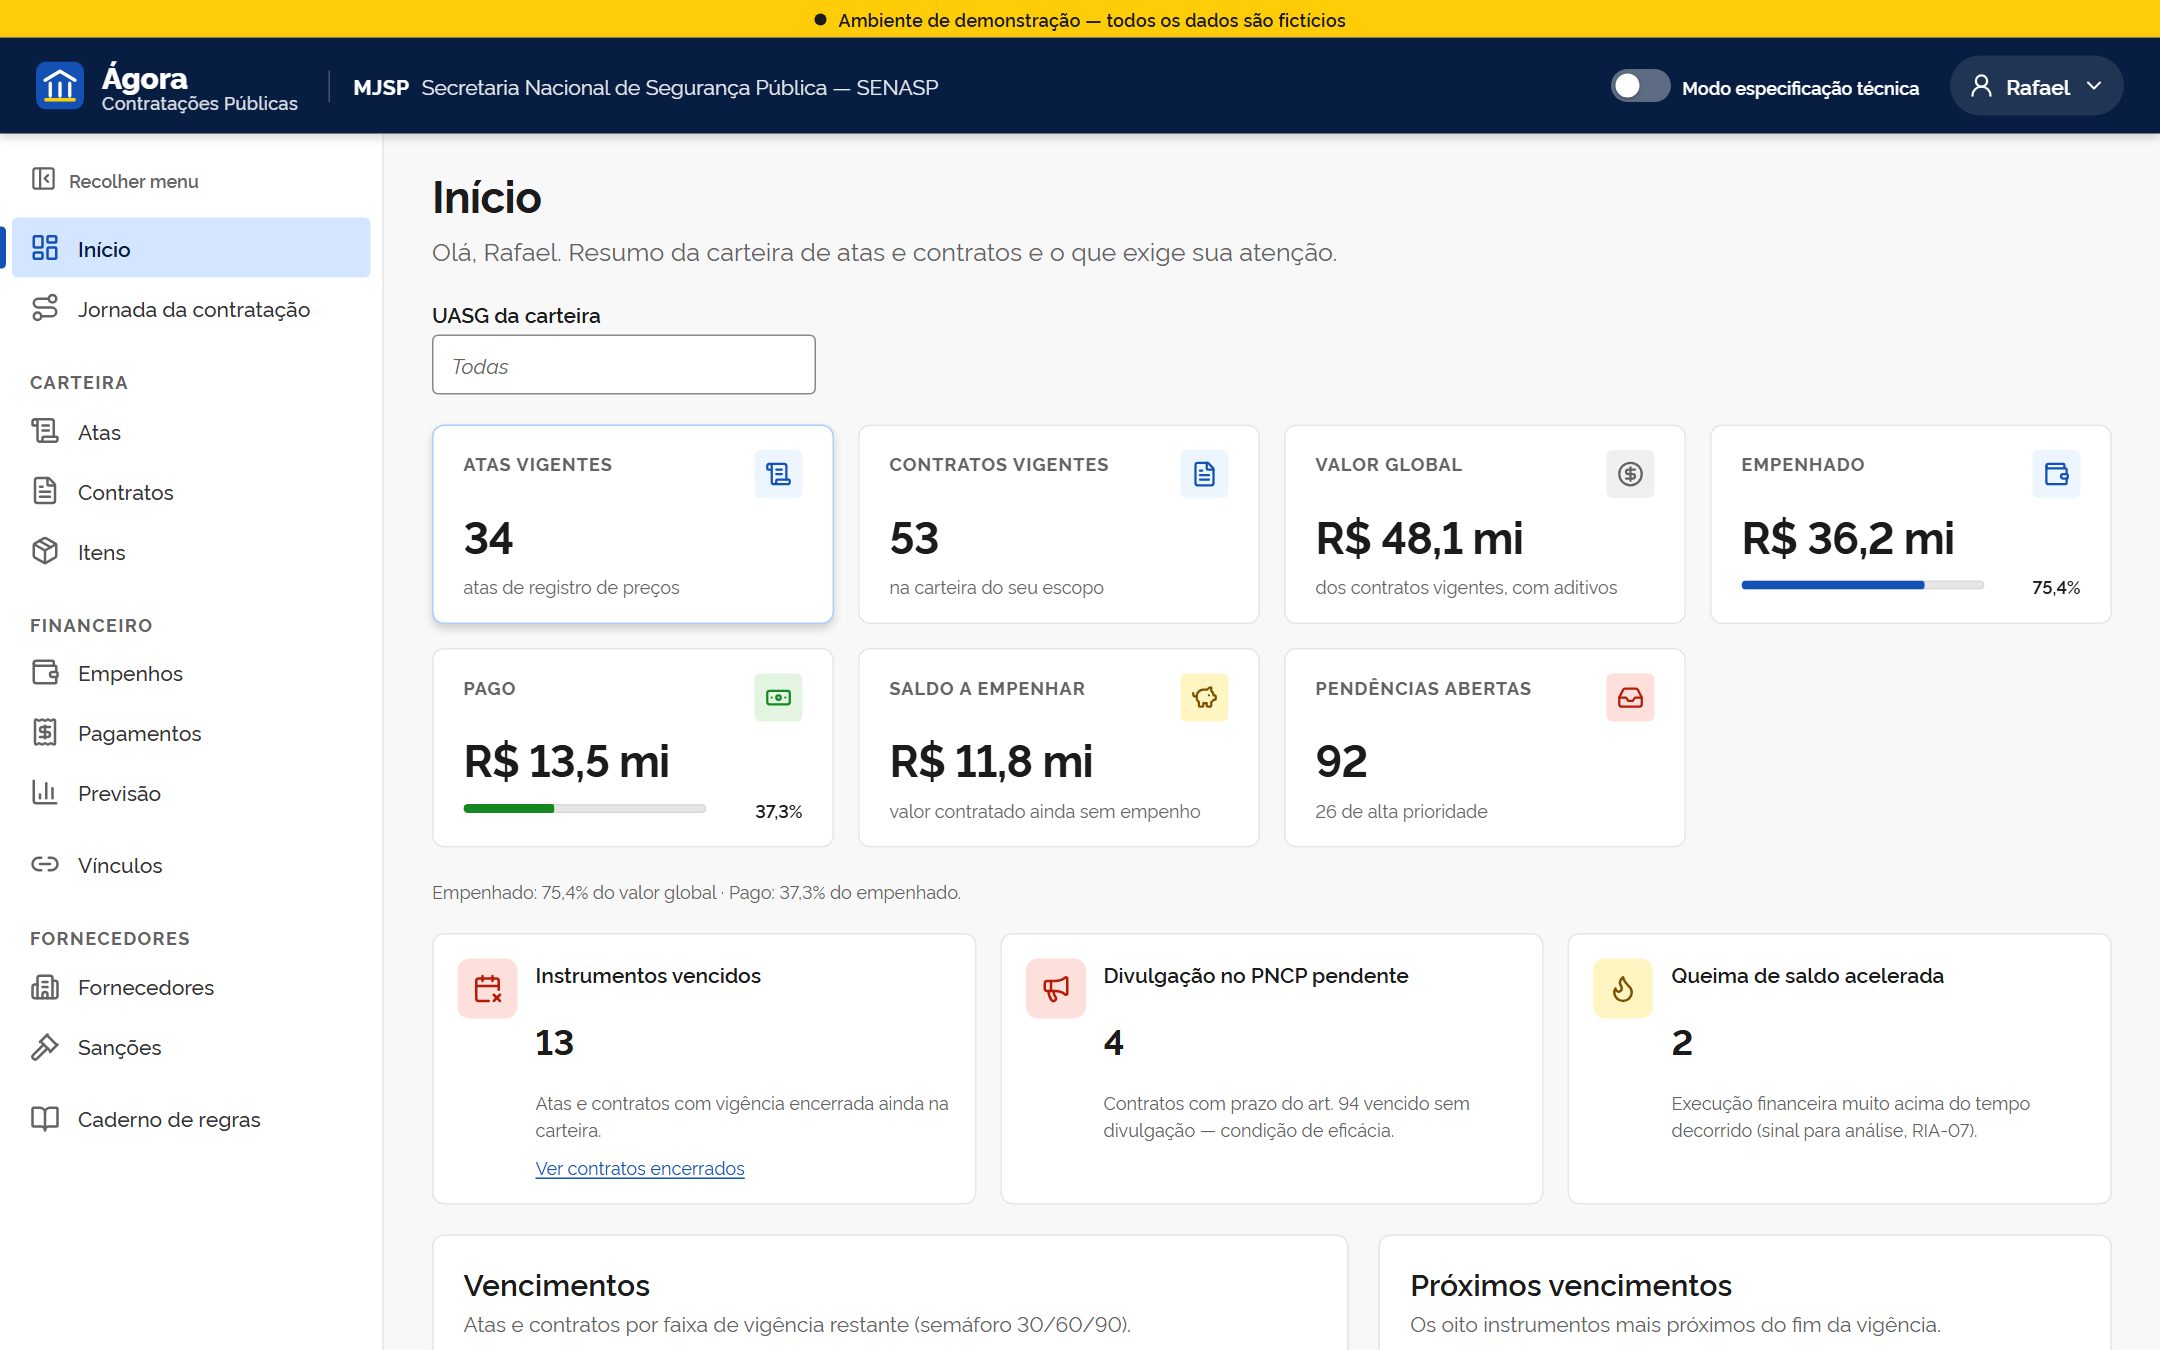 Ambiente de demonstração — todos os dados são fictícios
Ágora
Contratações Públicas
MJSP Secretaria Nacional de Segurança Pública — SENASP
Modo especificação técnica
Rafael
Recolher menu
Início
Jornada da contratação
CARTEIRA
Atas
Contratos
Itens
FINANCEIRO
Empenhos
Pagamentos
Previsão
Vínculos
FORNECEDORES
Fornecedores
Sanções
Caderno de regras
Início
Olá, Rafael. Resumo da carteira de atas e contratos e o que exige sua atenção.
UASG da carteira
Todas
ATAS VIGENTES
34
atas de registro de preços
CONTRATOS VIGENTES
53
na carteira do seu escopo
VALOR GLOBAL
R$ 48,1 mi
dos contratos vigentes, com aditivos
EMPENHADO
R$ 36,2 mi
75,4%
PAGO
R$ 13,5 mi
37,3%
SALDO A EMPENHAR
R$ 11,8 mi
valor contratado ainda sem empenho
PENDÊNCIAS ABERTAS
92
26 de alta prioridade
Empenhado: 75,4% do valor global · Pago: 37,3% do empenhado.
Instrumentos vencidos
13
Atas e contratos com vigência encerrada ainda na
carteira.
Ver contratos encerrados
Divulgação no PNCP pendente
4
Contratos com prazo do art. 94 vencido sem
divulgação — condição de eficácia.
Queima de saldo acelerada
2
Execução financeira muito acima do tempo
decorrido (sinal para análise, RIA-07).
Vencimentos
Atas e contratos por faixa de vigência restante (semáforo 30/60/90).
Próximos vencimentos
Os oito instrumentos mais próximos do fim da vigência.